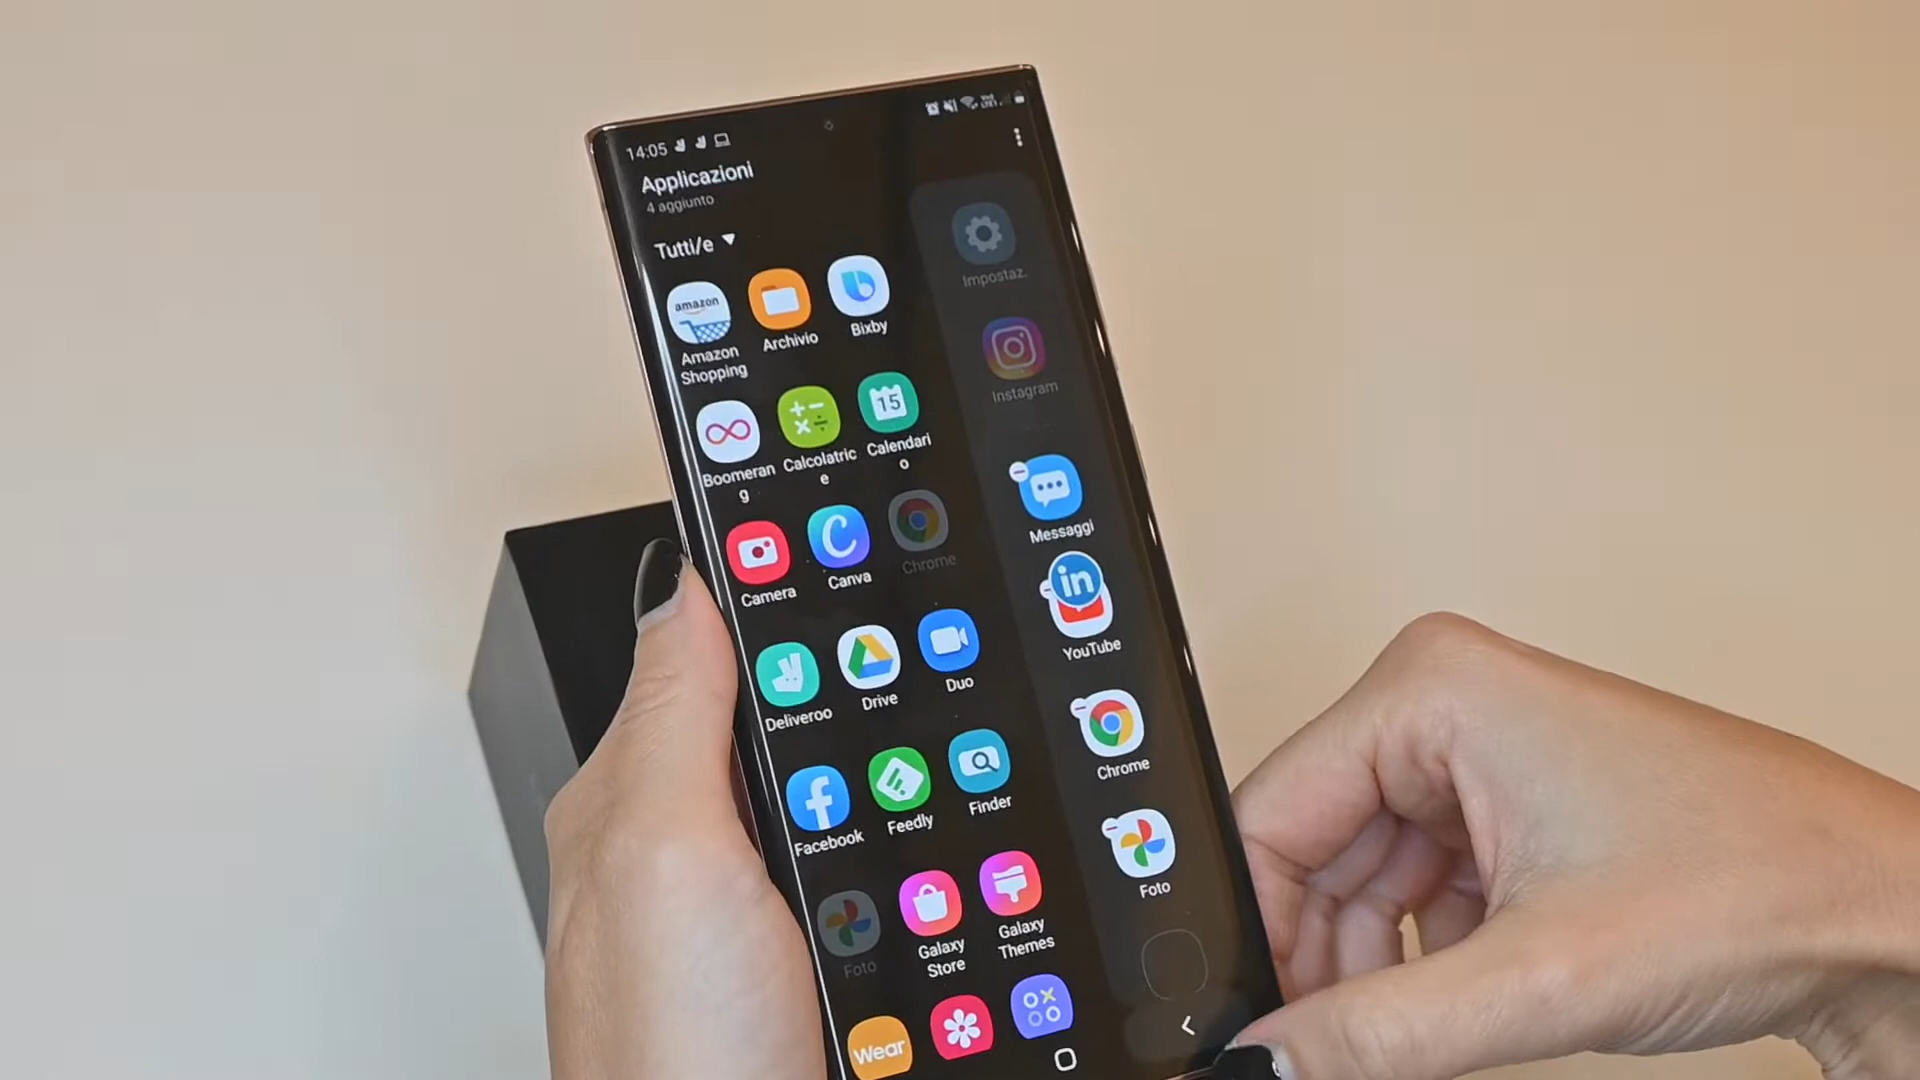 14:05
Applicazioni
4 aggiunto
Tutti/e
amazon
Amazon
Shopping
Archivio
Bixby
Impostaz.
Instagram
Boomeran
g
Calcolatric
e
15
Calendari
o
Messaggi
Camera
C
Canva
Chrome
in
YouTube
Deliveroo
Drive
Duo
Chrome
f
Facebook
Feedly
Finder
Foto
Foto
Galaxy
Store
Galaxy
Themes
Wear